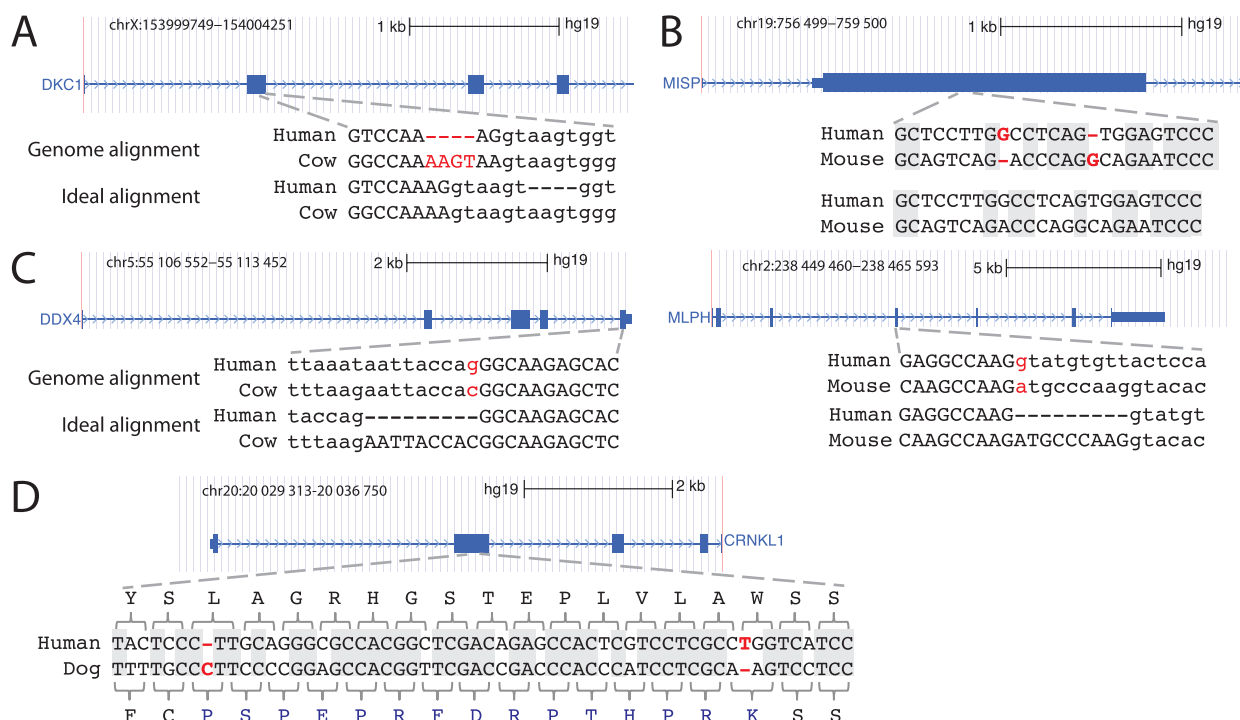 A
chrX:153999749–154004251
1 kb
hg19
DKC1
Human GTCCAA----AGgtaagtggt
Genome alignment
Cow GGCCAAAAGTAAgtaagtggg
Ideal alignment
Human GTCCAAAGgtaagt----ggt
Cow GGCCAAAAgtaagtaagtggg
B
chr19:756 499–759 500
1 kb
hg19
MISP
Human GCTCCTTGGCCTCAG-TGGAGTCCC
Mouse GCAGTCAG-ACCCAGGCAGAATCCC
Human GCTCCTTGGCCTCAGTGGAGTCCC
Mouse GCAGTCAGACCCAGGCAGAATCCC
C
chr5:55 106 552–55 113 452
2 kb
hg19
DDX4
Human ttaaataattaccagGGCAAGAGCAC
Genome alignment
Cow tttaagaattaccacGGCAAGAGCTC
Ideal alignment
Human taccag---------GGCAAGAGCAC
Cow tttaagAATTACCACGGCAAGAGCTC
chr2:238 449 460–238 465 593
5 kb
hg19
MLPH
Human GAGGCCAAGgtatgtgttactcca
Mouse CAAGCCAAGatgcccaaggtacac
Human GAGGCCAAG---------gtatgt
Mouse CAAGCCAAGATGCCCAAGgtacac
D
chr20:20 029 313-20 036 750
hg19
2 kb
CRNKL1
Y S L A G R H G S T E P L V L A W S S
Human TACTCCC-TTGCAGGGCGCCACGGCTCGACAGAGCCACTCGTCCTCGCCTGGTCATCC
Dog TTTTGCCCTTCCCCGGAGCCACGGTTCGACCGACCCACCCATCCTCGCA-AGTCCTCC
F C P S P E P R F D R P T H P R K S S